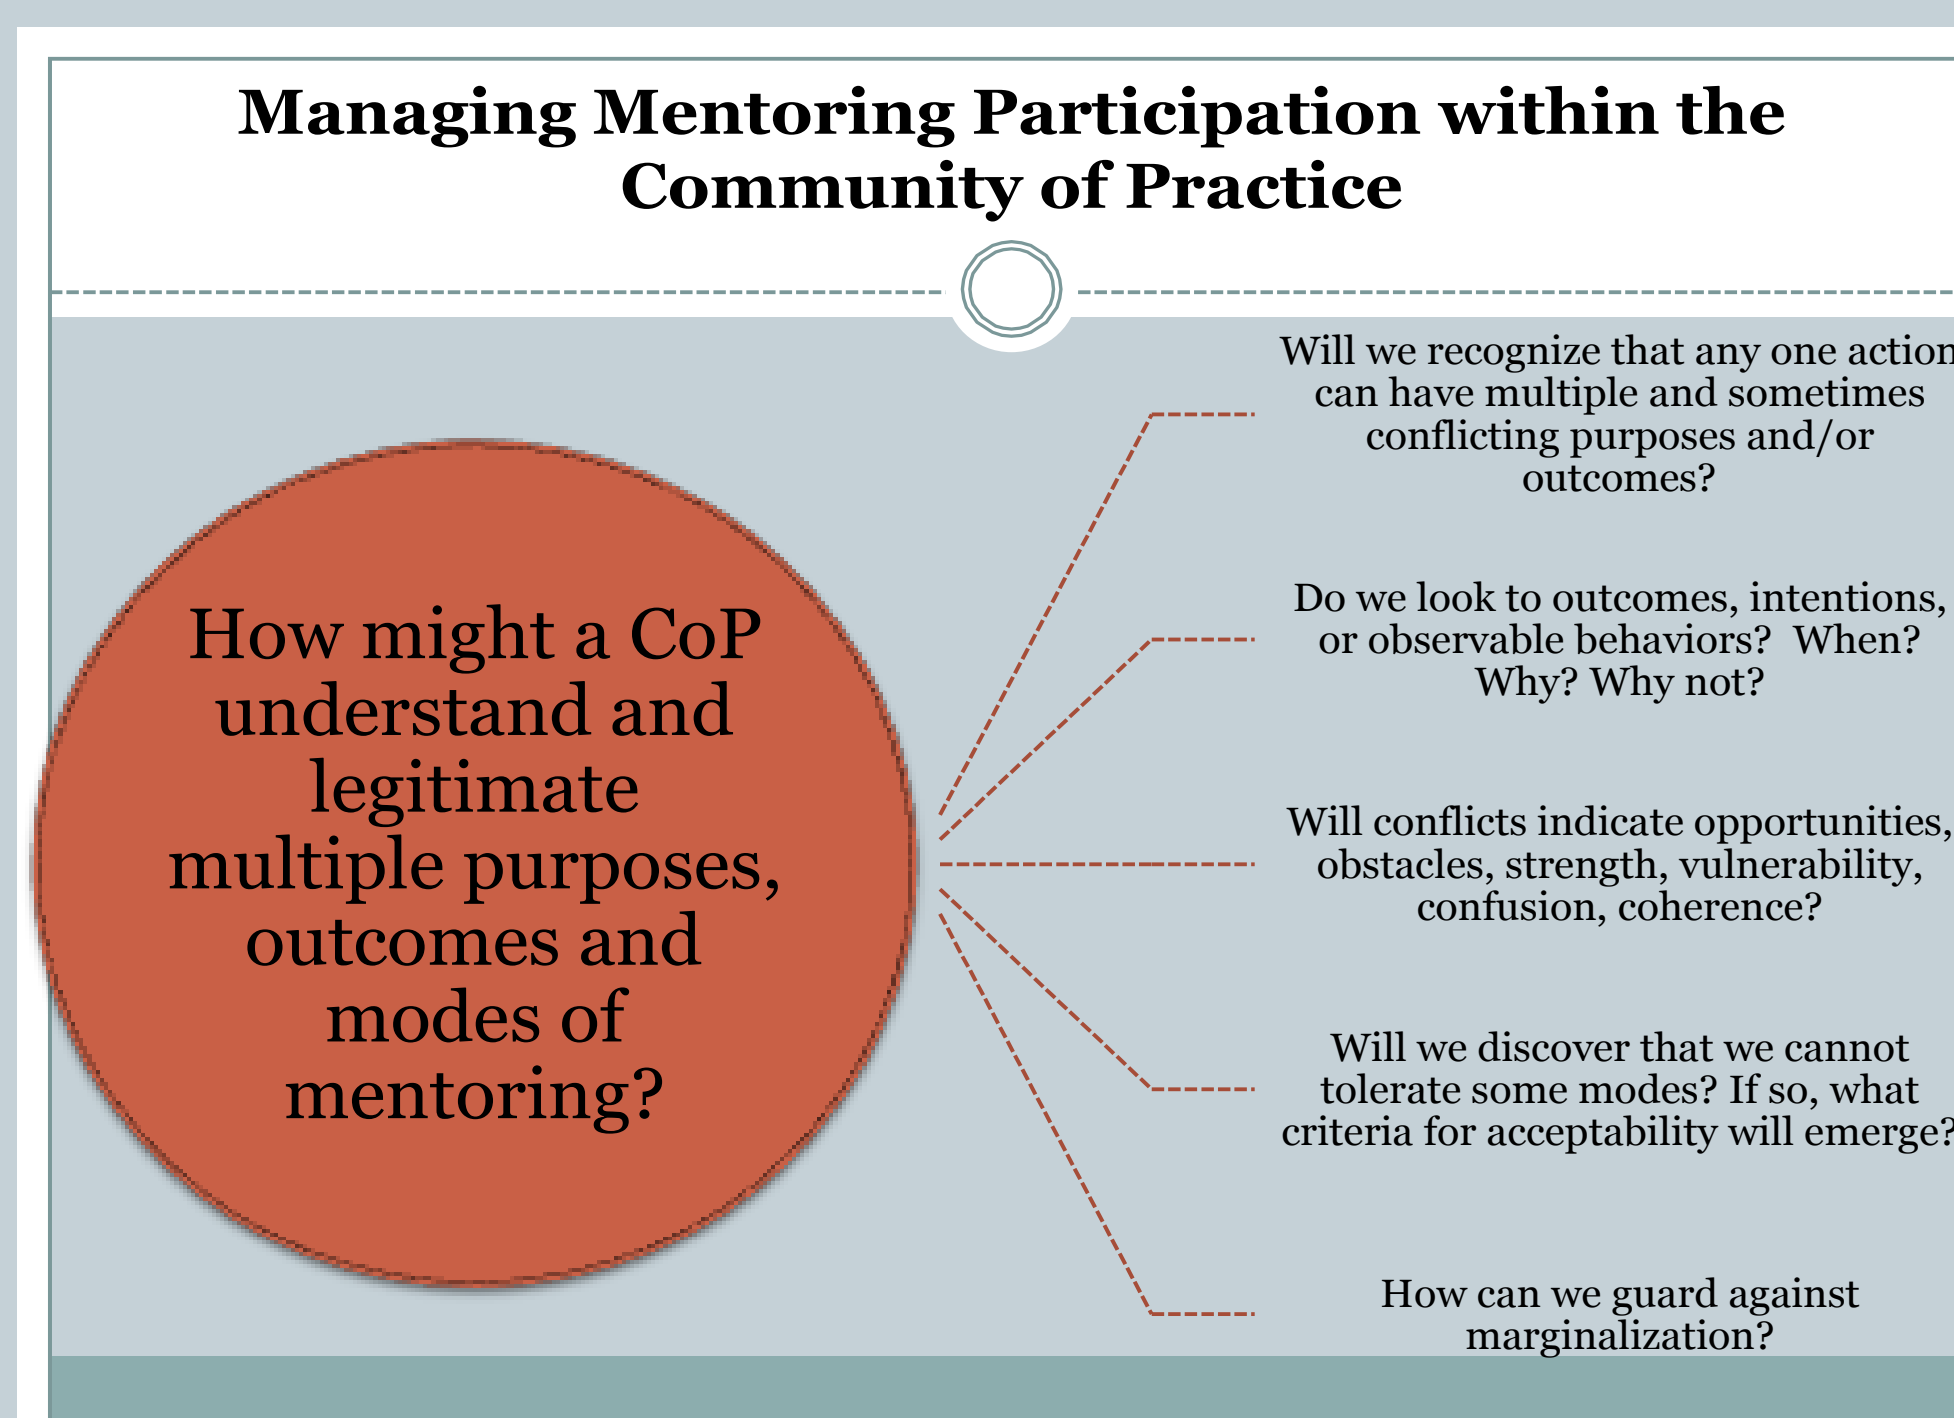 Managing Mentoring Participation within the
Community of Practice
How might a CoP
understand and
legitimate
multiple purposes,
outcomes and
modes of
mentoring?
Will we recognize that any one action
can have multiple and sometimes
conflicting purposes and/or
outcomes?
Do we look to outcomes, intentions,
or observable behaviors?  When?
Why? Why not?
Will conflicts indicate opportunities,
obstacles, strength, vulnerability,
confusion, coherence?
Will we discover that we cannot
tolerate some modes? If so, what
criteria for acceptability will emerge?
How can we guard against
marginalization?